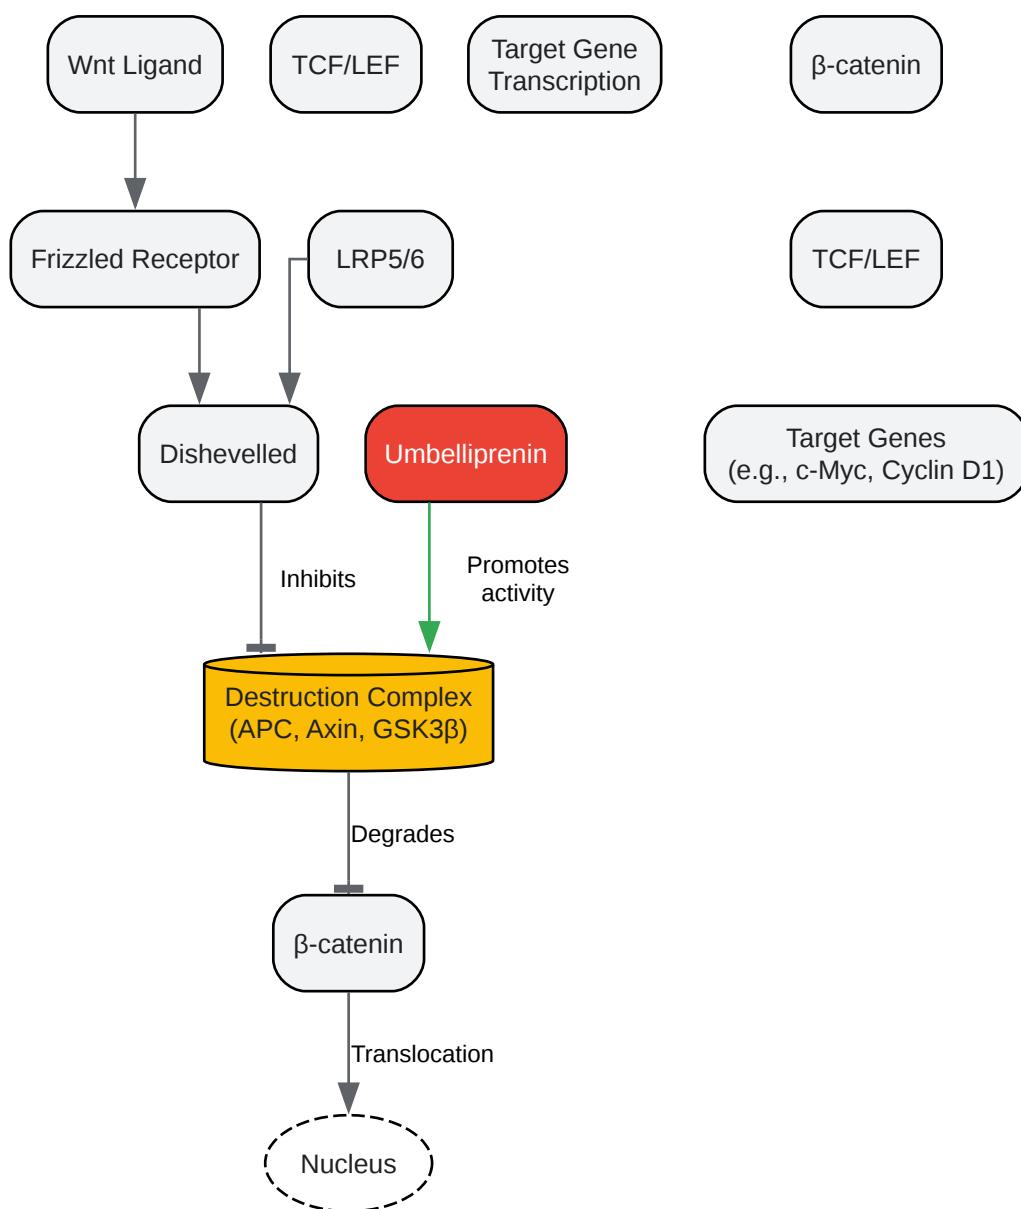 Wnt Ligand
TCF/LEF
Target Gene
Transcription
β-catenin
Frizzled Receptor
LRP5/6
TCF/LEF
Dishevelled
Umbelliprenin
Target Genes
(e.g., c-Myc, Cyclin D1)
Inhibits
Promotes
activity
Destruction Complex
(APC, Axin, GSK3β)
Degrades
β-catenin
Translocation
Nucleus